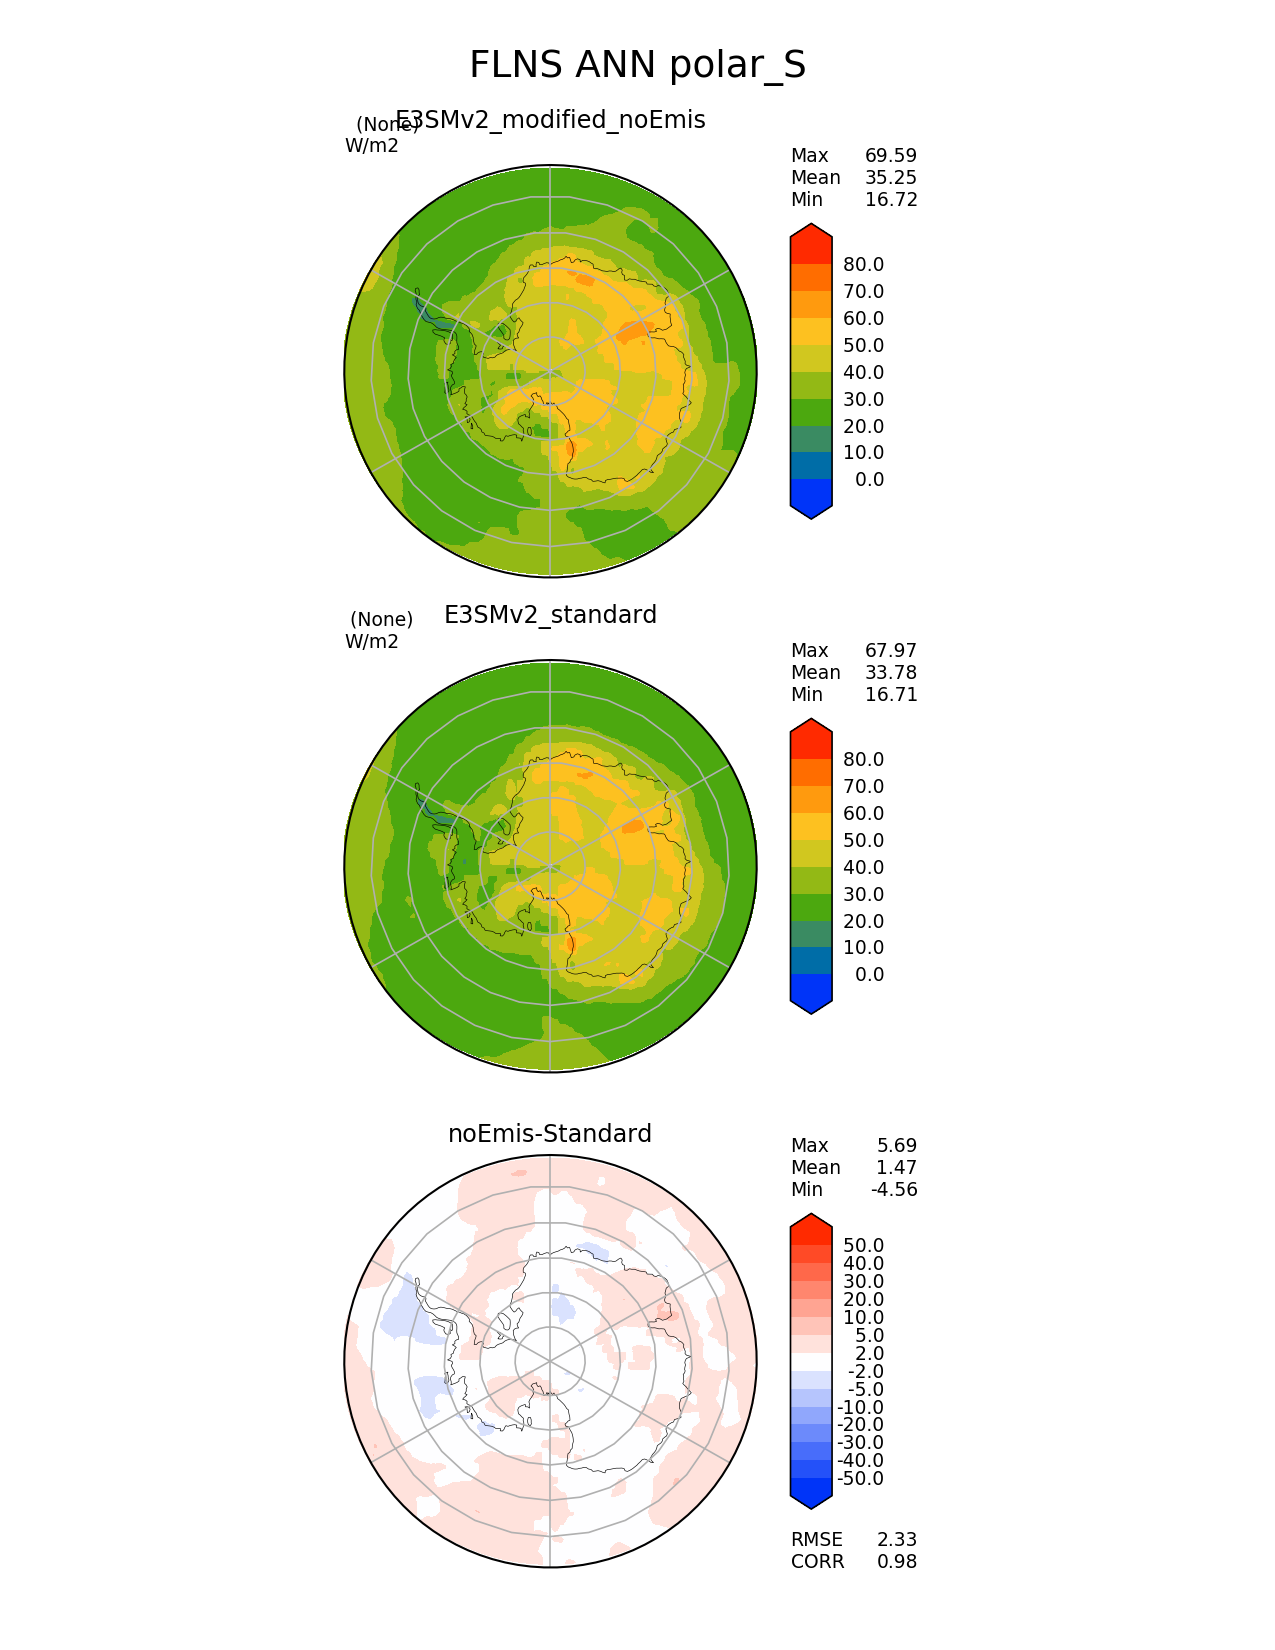 FLNS ANN polar_S
E3SMv2_modified_noEmis
(None)
W/m2
Max 69.59
Mean 35.25
Min 16.72
80.0
70.0
60.0
50.0
40.0
30.0
20.0
10.0
0.0
(None)
E3SMv2_standard
W/m2
Max 67.97
Mean 33.78
Min 16.71
80.0
70.0
60.0
50.0
40.0
30.0
20.0
10.0
0.0
noEmis-Standard
Max 5.69
Mean 1.47
Min -4.56
50.0
40.0
30.0
20.0
10.0
5.0
2.0
-2.0
-5.0
-10.0
-20.0
-30.0
-40.0
-50.0
RMSE 2.33
CORR 0.98